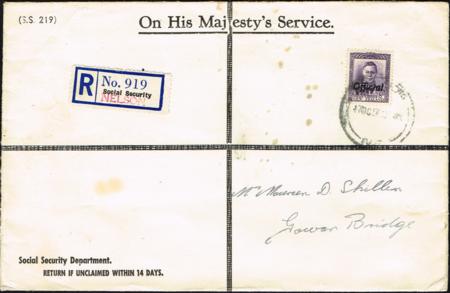 (S.S. 219)
On His Majesty's Service.
R No. 919
Social Security
NELSON
Official
Mr Maureen D
Gowan Bridge
Social Security Department.
RETURN IF UNCLAIMED WITHIN 14 DAYS.